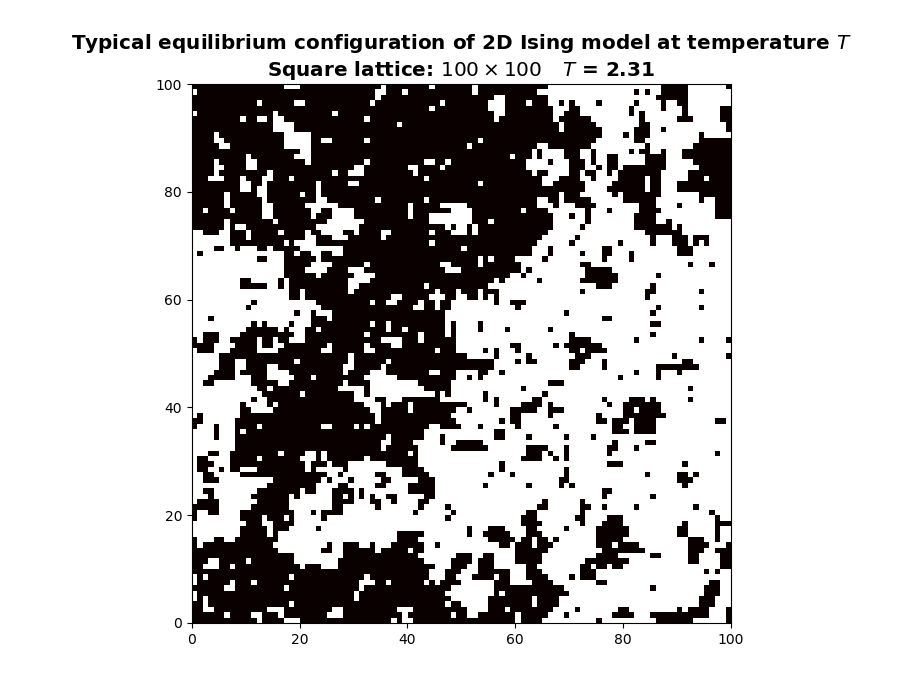 Typical equilibrium configuration of 2D Ising model at temperature T
Square lattice: 100 × 100 T = 2.31
100
80
60
40
20
0
0 20 40 60 80 100